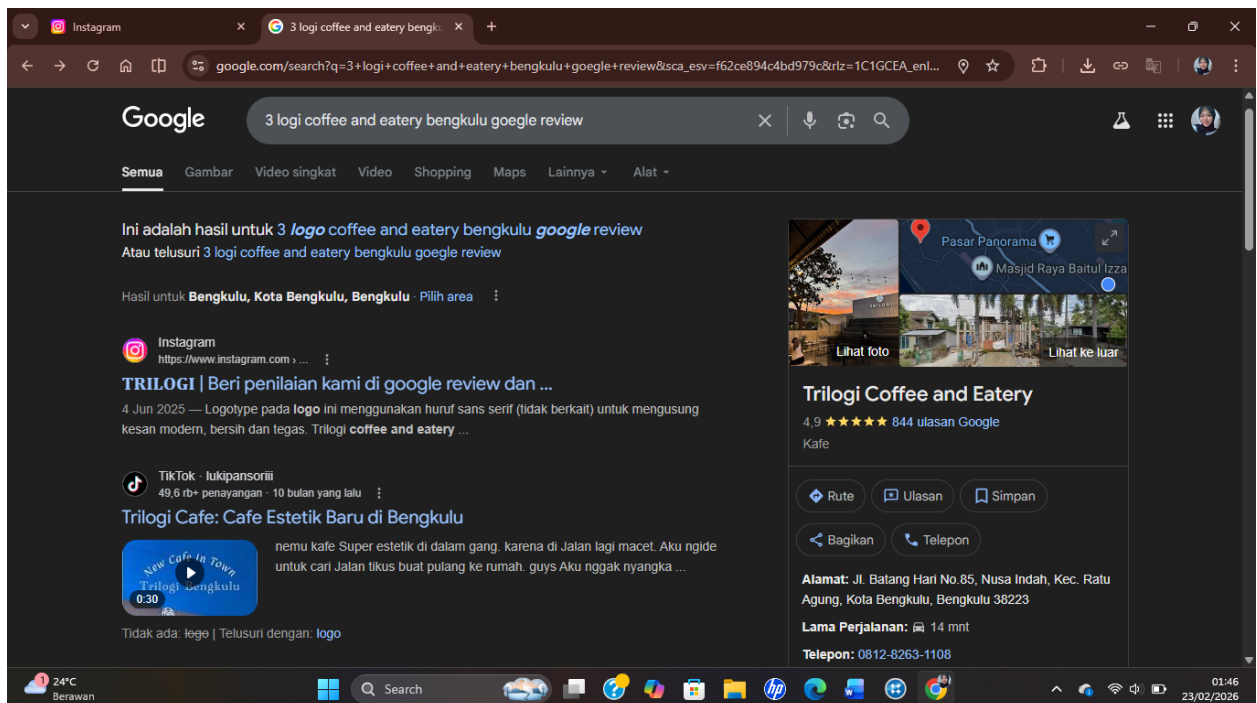 Instagram
3 logi coffee and eatery bengku
google.com/search?q=3+logi+coffee+and+eatery+bengkulu+goegle+review&sca_esv=f62ce894c4bd979c&rlz=1C1GCEA_enI...
Google
3 logi coffee and eatery bengkulu goegle review
Semua Gambar Video singkat Video Shopping Maps Lainnya Alat
Ini adalah hasil untuk 3 logo coffee and eatery bengkulu google review
Atau telusuri 3 logi coffee and eatery bengkulu goegle review
Hasil untuk Bengkulu, Kota Bengkulu, Bengkulu · Pilih area
Instagram
https://www.instagram.com › ...
TRILOGI | Beri penilaian kami di google review dan ...
4 Jun 2025 — Logotype pada logo ini menggunakan huruf sans serif (tidak berkait) untuk mengusung
kesan modern, bersih dan tegas. Trilogi coffee and eatery ...
TikTok · lukipansoriii
49,6 rb+ penayangan · 10 bulan yang lalu
Trilogi Cafe: Cafe Estetik Baru di Bengkulu
New Cafe In Town
Trilogi Bengkulu
0:30
nemu kafe Super estetik di dalam gang. karena di Jalan lagi macet. Aku ngide
untuk cari Jalan tikus buat pulang ke rumah. guys Aku nggak nyangka ...
Tidak ada: logo | Telusuri dengan: logo
TRILOGI
Lihat foto
Pasar Panorama
Masjid Raya Baitul Izza
Lihat ke luar
Trilogi Coffee and Eatery
4,9 ★★★★★ 844 ulasan Google
Kafe
Rute Ulasan Simpan
Bagikan Telepon
Alamat: Jl. Batang Hari No.85, Nusa Indah, Kec. Ratu
Agung, Kota Bengkulu, Bengkulu 38223
Lama Perjalanan: 14 mnt
Telepon: 0812-8263-1108
1
24°C
Berawan
Search
hp
01:46
23/02/2026